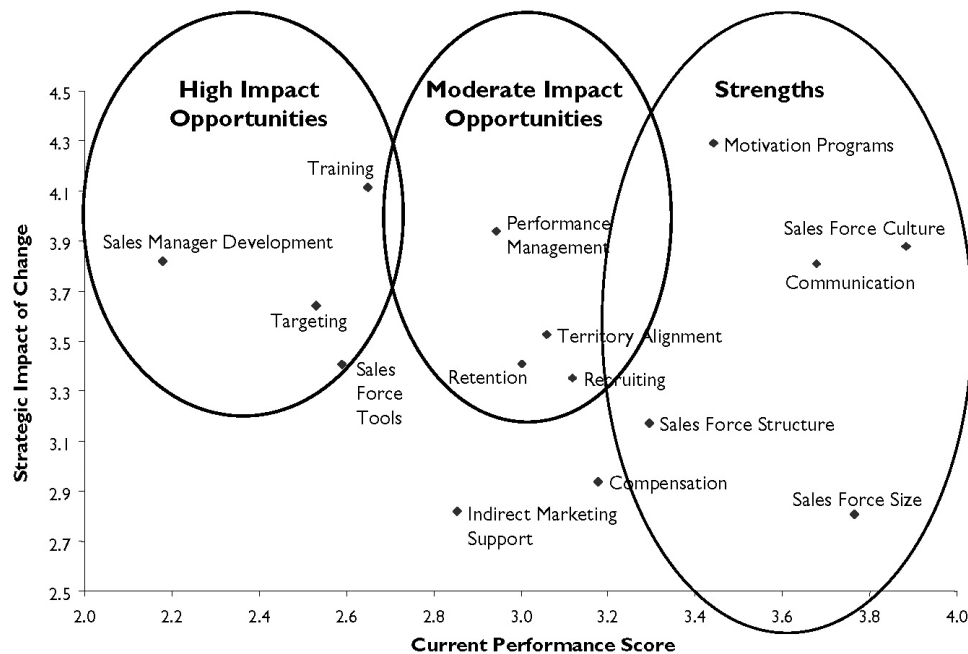 High Impact
Opportunities
Moderate Impact
Opportunities
Strengths
4.5
4.3
4.1
3.9
3.7
3.5
3.3
3.1
2.9
2.7
2.5
Strategic Impact of Change
Motivation Programs
Training
Performance
Management
Sales Force Culture
Sales Manager Development
Communication
Targeting
Territory Alignment
Sales
Force
Tools
Retention
Recruiting
Sales Force Structure
Compensation
Sales Force Size
Indirect Marketing
Support
2.0
2.2
2.4
2.6
2.8
3.0
3.2
3.4
3.6
3.8
4.0
Current Performance Score